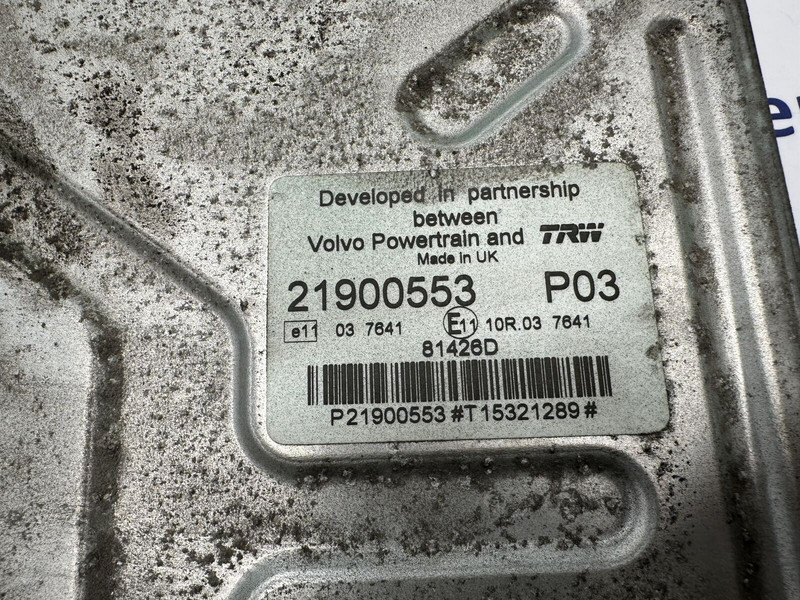 Developed in partnership
between
Volvo Powertrain and TRW
Made in UK
21900553 P03
e11 03 7641 E11 10R.03 7641
81426D
P21900553#T15321289#